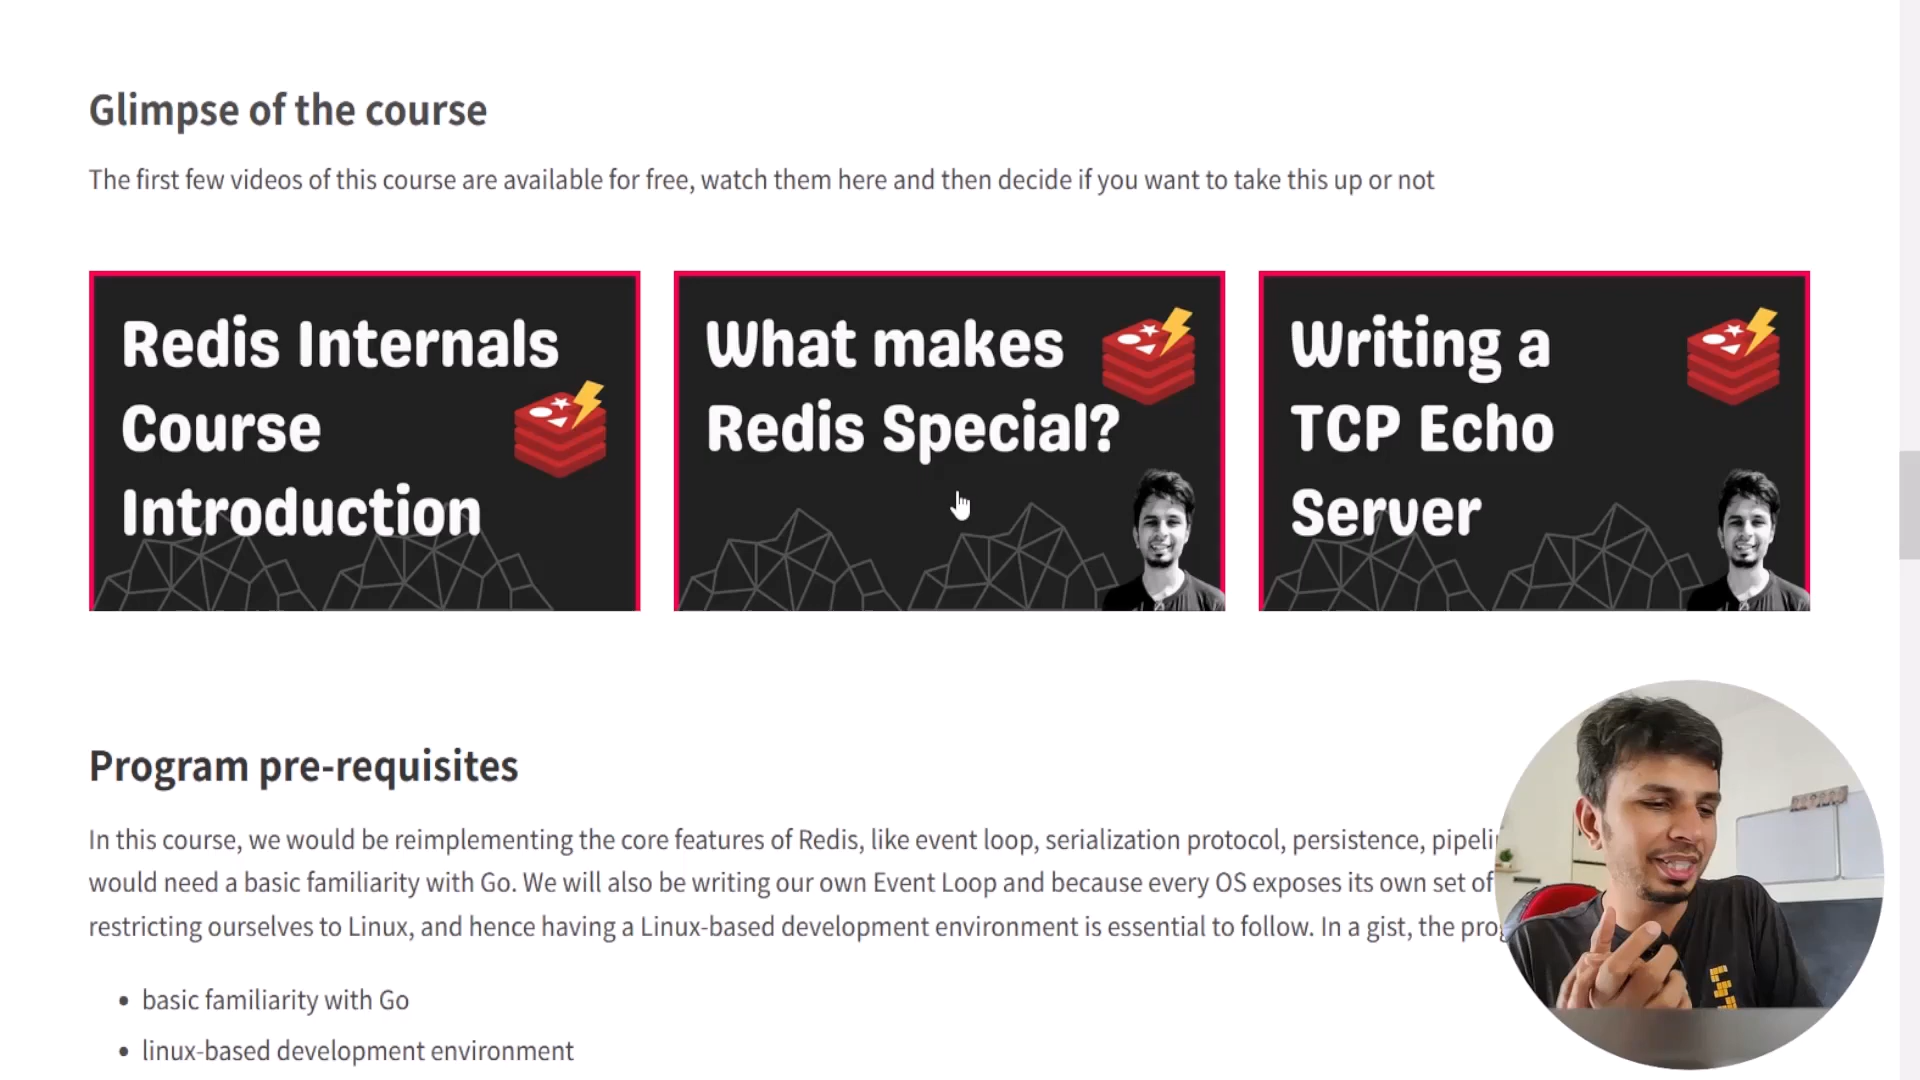 Glimpse of the course
The first few videos of this course are available for free, watch them here and then decide if you want to take this up or not
Redis Internals
Course
Introduction
What makes
Redis Special?
Writing a
TCP Echo
Server
Program pre-requisites
In this course, we would be reimplementing the core features of Redis, like event loop, serialization protocol, persistence,
would need a basic familiarity with Go. We will also be writing our own Event Loop and because every OS exposes its own set of
restricting ourselves to Linux, and hence having a Linux-based development environment is essential to follow. In a gist, the
• basic familiarity with Go
• linux-based development environment